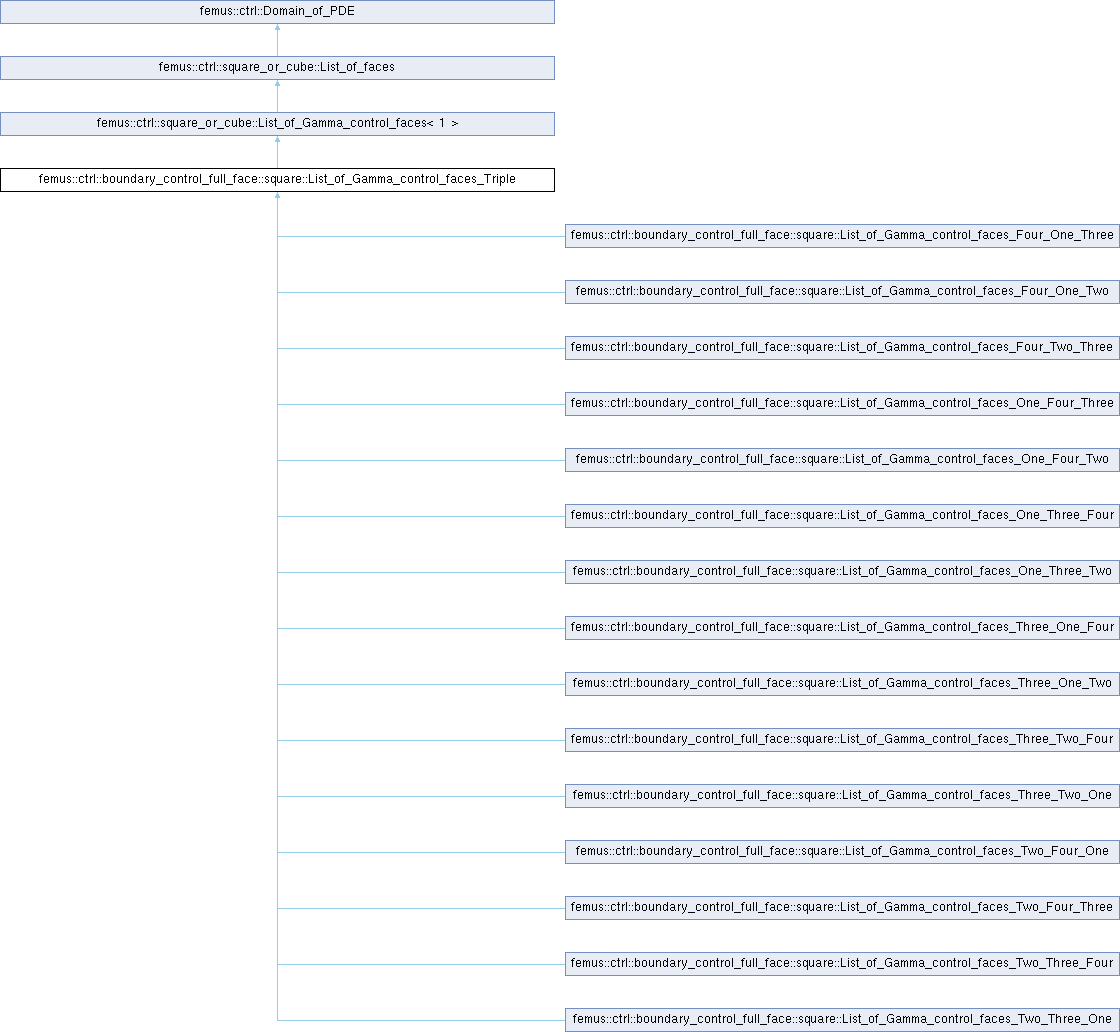 femus::ctrl::Domain_of_PDE
femus::ctrl::square_or_cube::List_of_faces
femus::ctrl::square_or_cube::List_of_Gamma_control_faces< 1 >
femus::ctrl::boundary_control_full_face::square::List_of_Gamma_control_faces_Triple
femus::ctrl::boundary_control_full_face::square::List_of_Gamma_control_faces_Four_One_Three
femus::ctrl::boundary_control_full_face::square::List_of_Gamma_control_faces_Four_One_Two
femus::ctrl::boundary_control_full_face::square::List_of_Gamma_control_faces_Four_Two_Three
femus::ctrl::boundary_control_full_face::square::List_of_Gamma_control_faces_One_Four_Three
femus::ctrl::boundary_control_full_face::square::List_of_Gamma_control_faces_One_Four_Two
femus::ctrl::boundary_control_full_face::square::List_of_Gamma_control_faces_One_Three_Four
femus::ctrl::boundary_control_full_face::square::List_of_Gamma_control_faces_One_Three_Two
femus::ctrl::boundary_control_full_face::square::List_of_Gamma_control_faces_Three_One_Four
femus::ctrl::boundary_control_full_face::square::List_of_Gamma_control_faces_Three_One_Two
femus::ctrl::boundary_control_full_face::square::List_of_Gamma_control_faces_Three_Two_Four
femus::ctrl::boundary_control_full_face::square::List_of_Gamma_control_faces_Three_Two_One
femus::ctrl::boundary_control_full_face::square::List_of_Gamma_control_faces_Two_Four_One
femus::ctrl::boundary_control_full_face::square::List_of_Gamma_control_faces_Two_Four_Three
femus::ctrl::boundary_control_full_face::square::List_of_Gamma_control_faces_Two_Three_Four
femus::ctrl::boundary_control_full_face::square::List_of_Gamma_control_faces_Two_Three_One